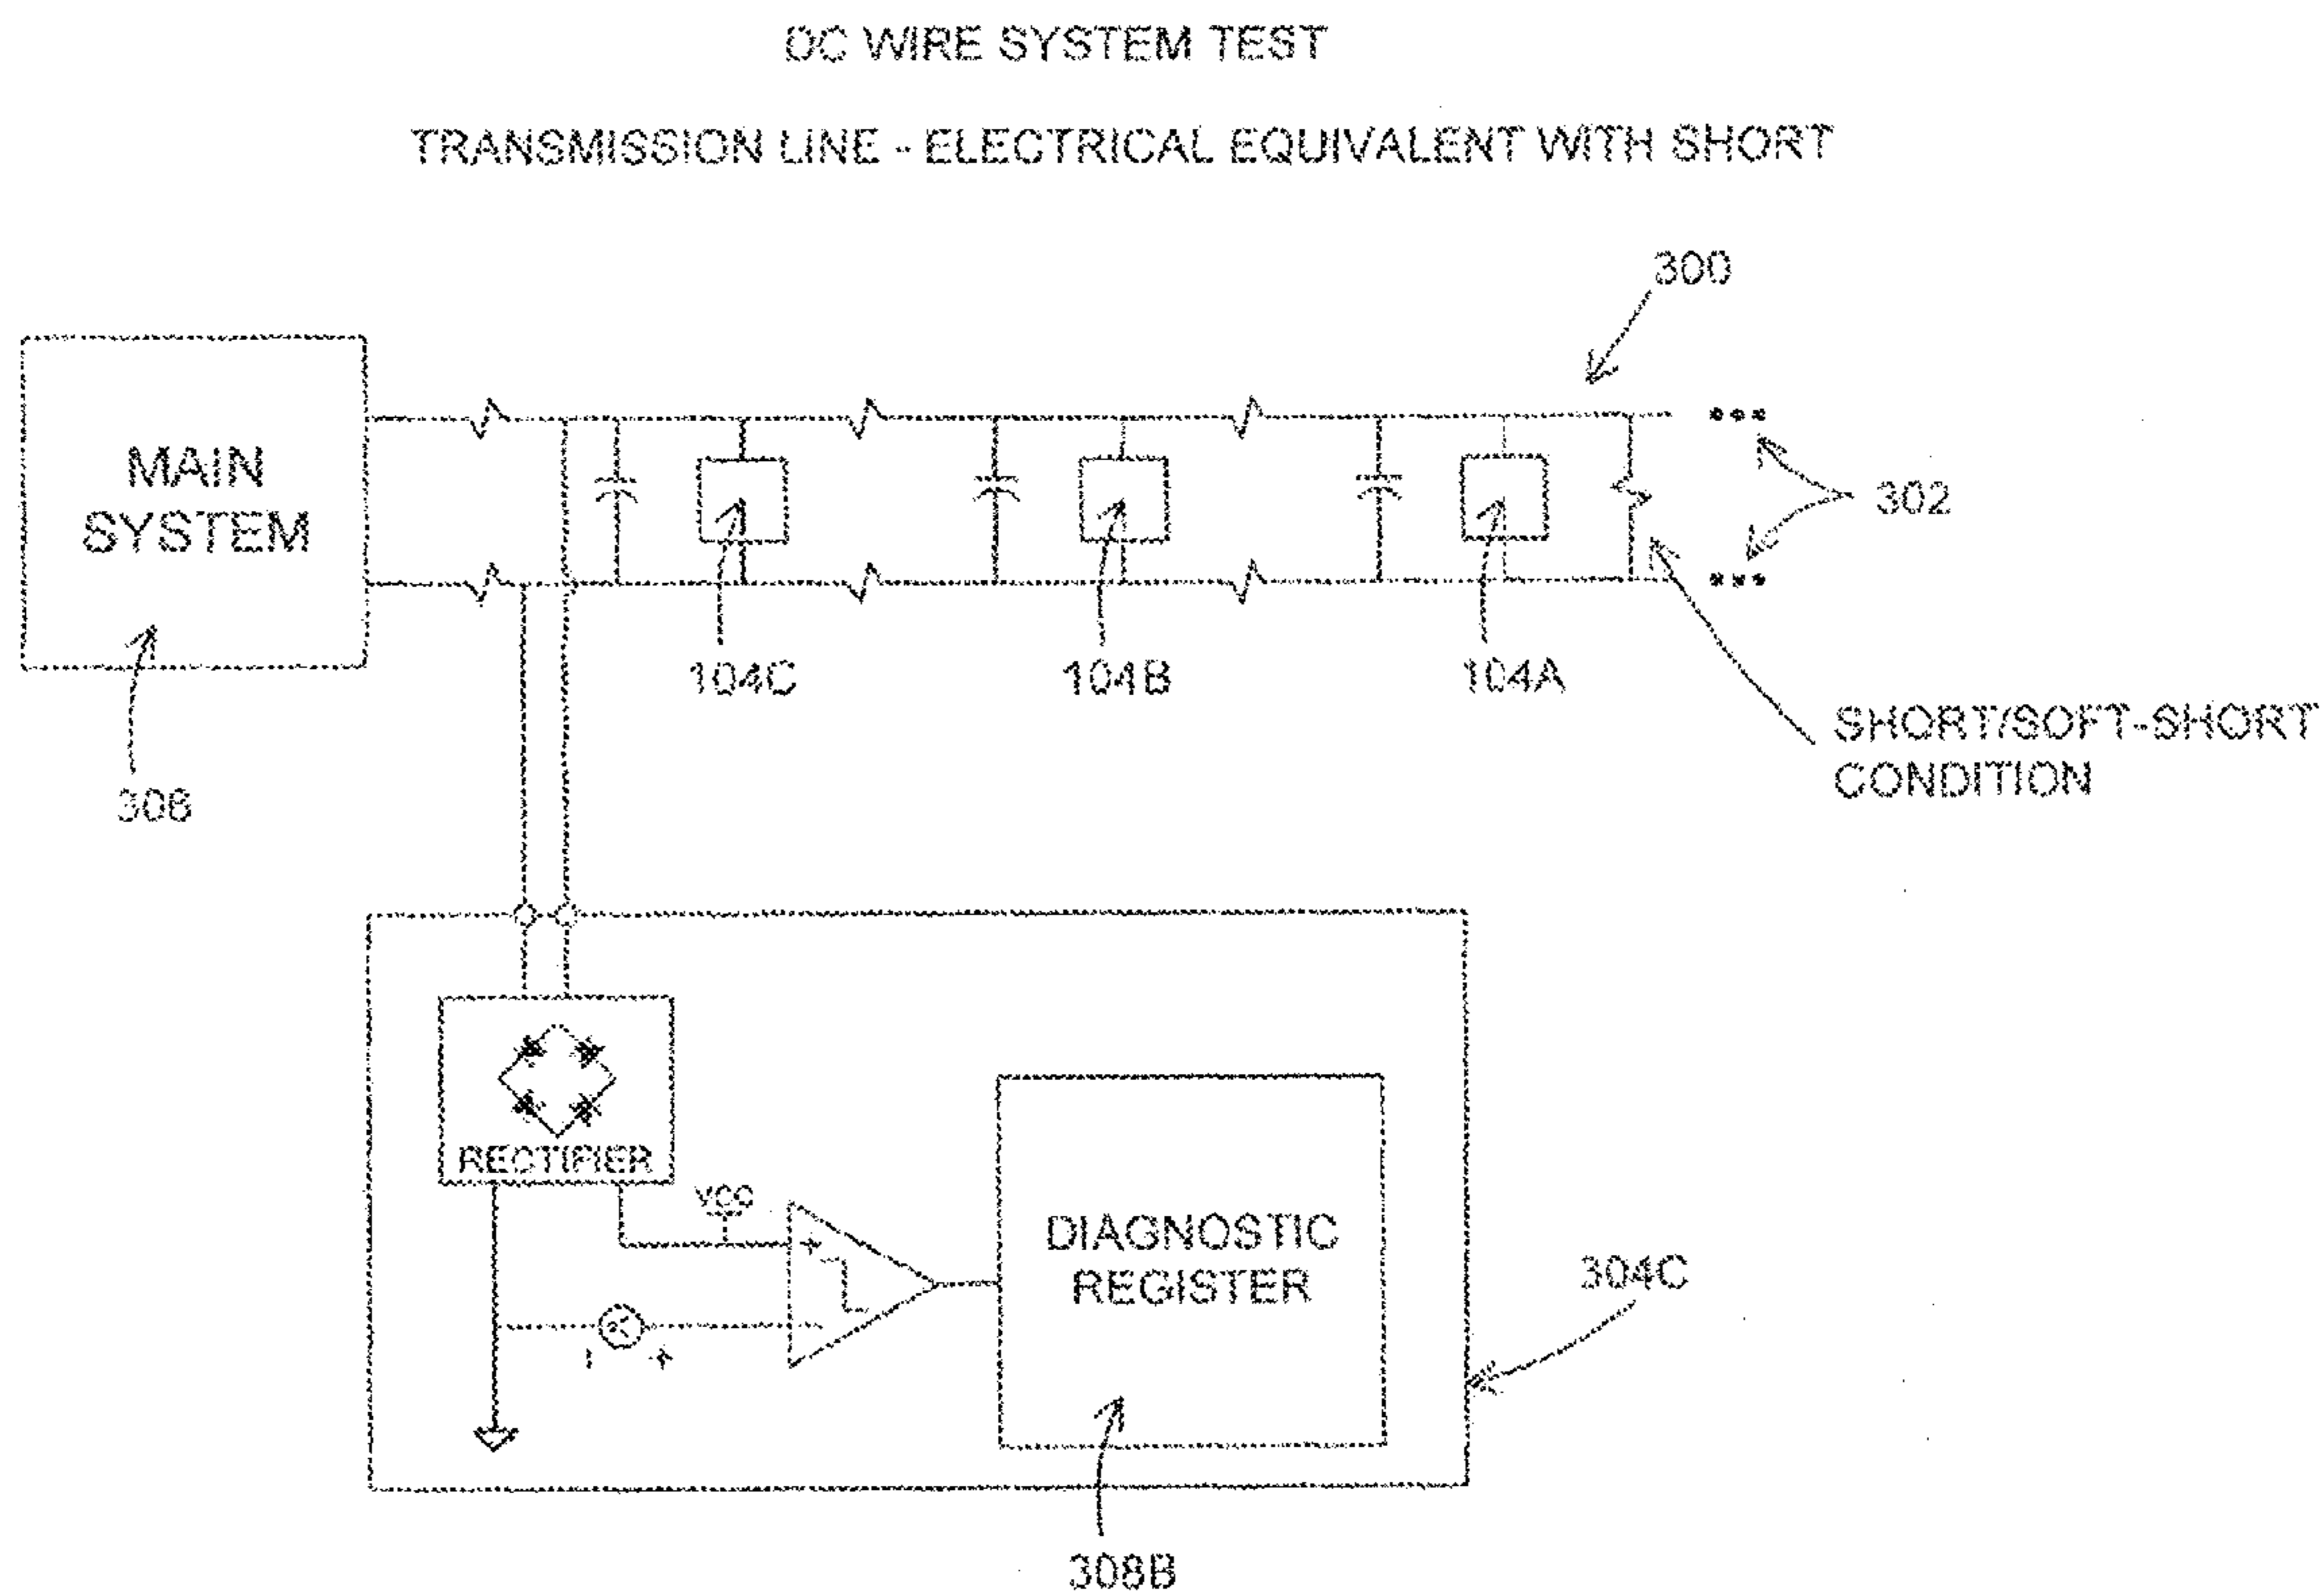 DC WIRE SYSTEM TEST
TRANSMISSION LINE - ELECTRICAL EQUIVALENT WITH SHORT
300
MAIN
SYSTEM
302
104C
104B
104A
SHORT/SOFT-SHORT
CONDITION
306
RECTIFIER
VCC
+
DIAGNOSTIC
REGISTER
304C
+
308B